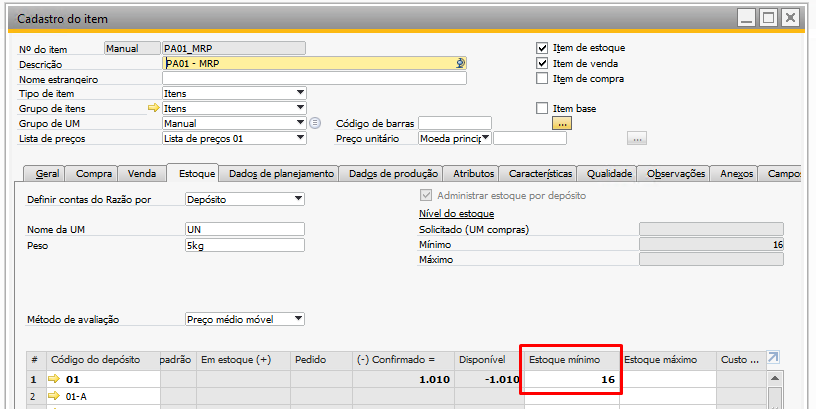 Cadastro do item
Nº do item Manual PA01_MRP
Descrição PA01 - MRP
Nome estrangeiro
Tipo de item Itens
Grupo de itens Itens
Grupo de UM Manual
Lista de preços Lista de preços 01
Código de barras ...
Preço unitário Moeda princip ...
Item de estoque
Item de venda
Item de compra
Item base
Geral Compra Venda Estoque Dados de planejamento Dados de produção Atributos Características Qualidade Observações Anexos Campos
Definir contas do Razão por Depósito
Nome da UM UN
Peso 5kg
Método de avaliação Preço médio móvel
Administrar estoque por depósito
Nível do estoque
Solicitado (UM compras)
Mínimo 16
Máximo
# Código do depósito padrão Em estoque (+) Pedido (-) Confirmado = Disponível Estoque mínimo Estoque máximo Custo ...
1 01 1.010 -1.010 16
2 01-A